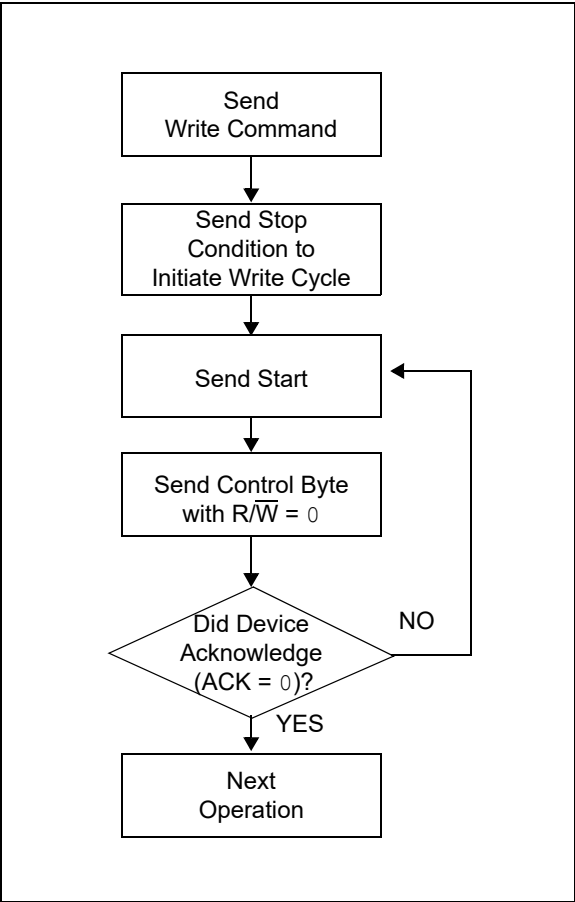 Send
Write Command
Send Stop
Condition to
Initiate Write Cycle
Send Start
Send Control Byte
with R/W̅ = 0
Did Device
Acknowledge
(ACK = 0)?
NO
YES
Next
Operation